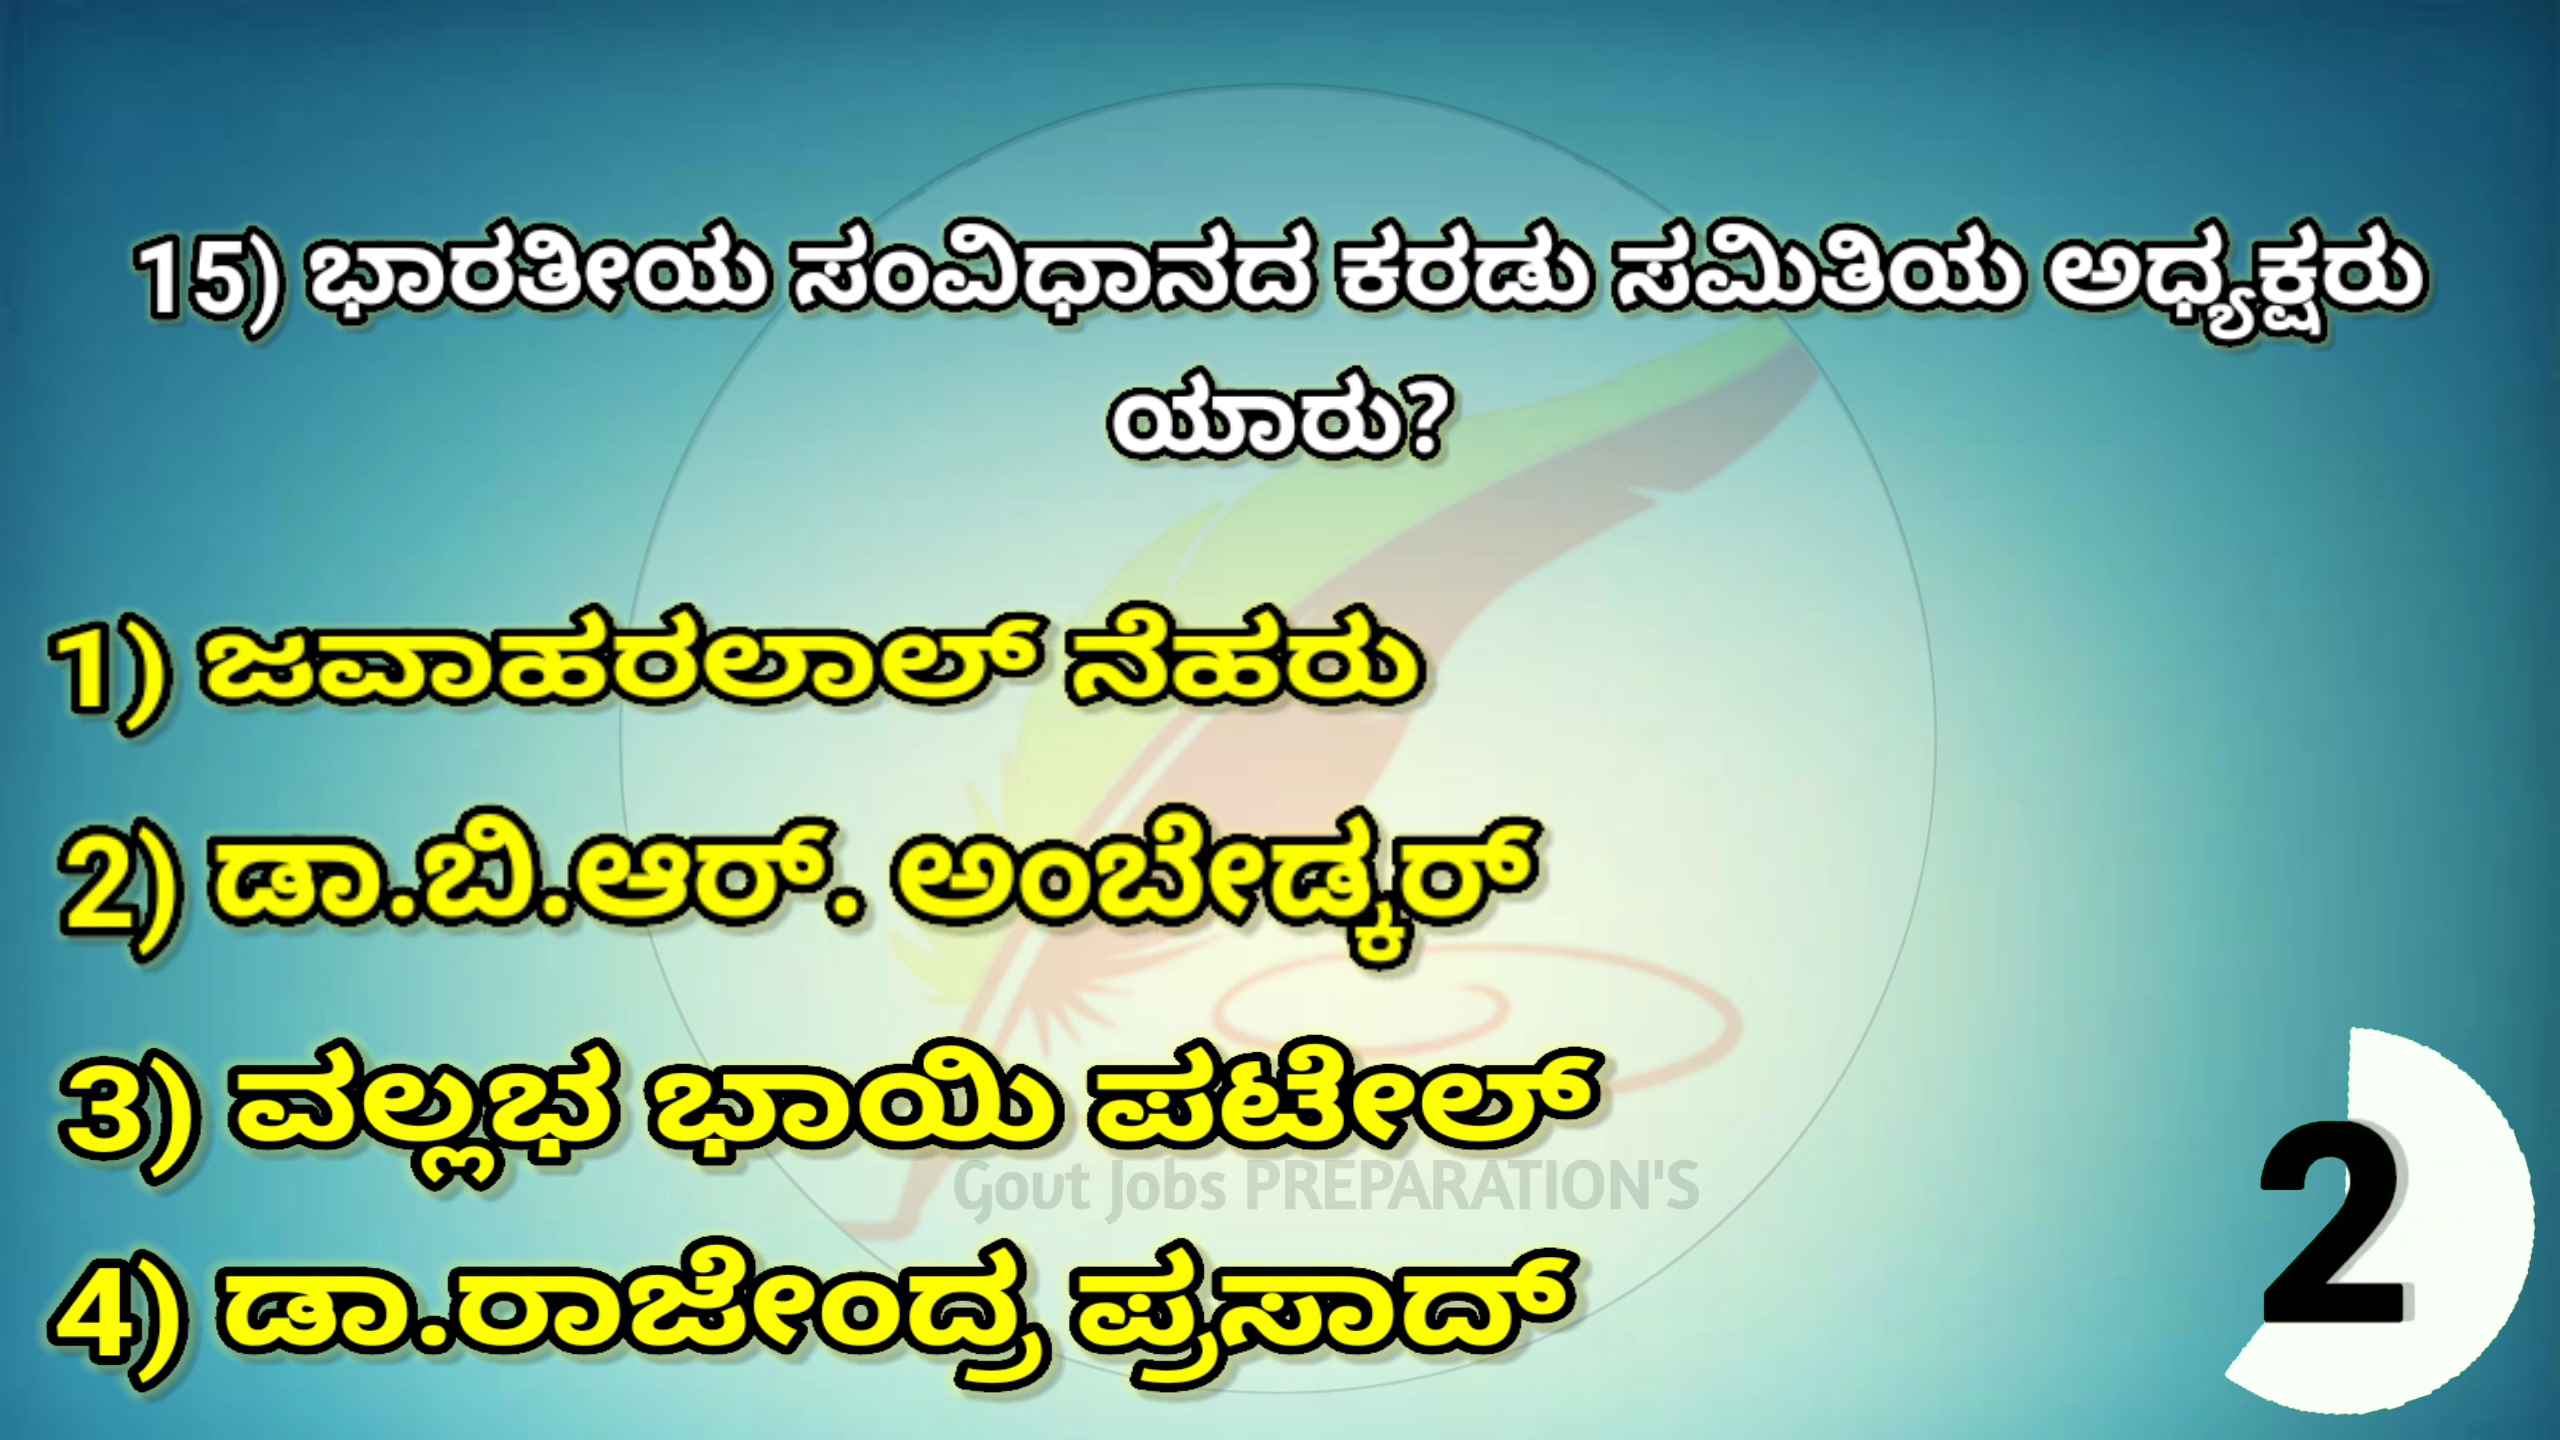 15) ಭಾರತೀಯ ಸಂವಿಧಾನದ ಕರಡು ಸಮಿತಿಯ ಅಧ್ಯಕ್ಷರು
ಯಾರು?
1) ಜವಾಹರಲಾಲ್ ನೆಹರು
2) ಡಾ.ಬಿ.ಆರ್. ಅಂಬೇಡ್ಕರ್
3) ವಲ್ಲಭ ಭಾಯಿ ಪಟೇಲ್
Gout Jobs PREPARATION'S
4) ಡಾ.ರಾಜೇಂದ್ರ ಪ್ರಸಾದ್
2